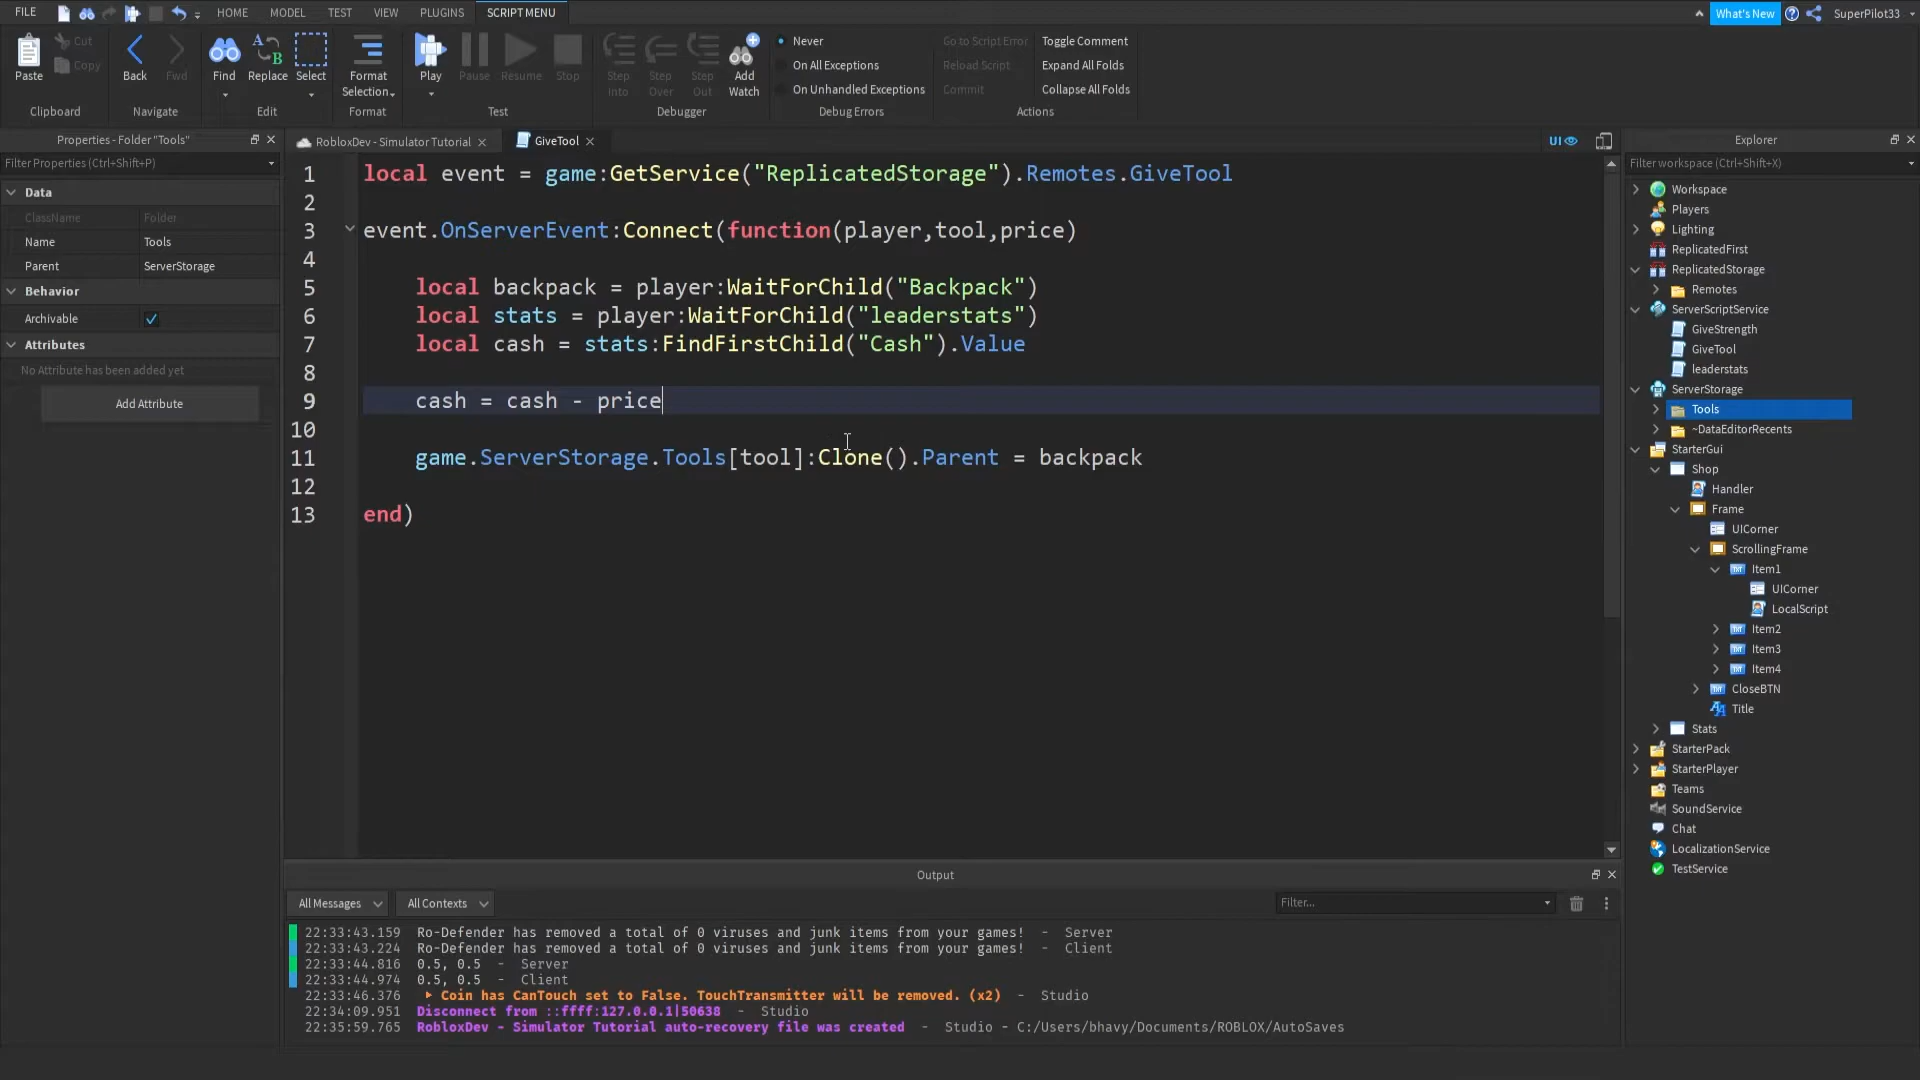 FILE HOME MODEL TEST VIEW PLUGINS SCRIPT MENU What's New SuperPilot33
Paste Cut Copy Back Fwd Find Replace Select Format Selection Play Pause Resume Stop Step Into Step Over Step Out Add Watch
Never Go to Script Error Toggle Comment
On All Exceptions Reload Script Expand All Folds
On Unhandled Exceptions Commit Collapse All Folds
Clipboard Navigate Edit Format Test Debugger Debug Errors Actions
Properties - Folder "Tools"
Filter Properties (Ctrl+Shift+P)
Data
ClassName Folder
Name Tools
Parent ServerStorage
Behavior
Archivable
Attributes
No Attribute has been added yet
Add Attribute
RobloxDev - Simulator Tutorial GiveTool UI
1 local event = game:GetService("ReplicatedStorage").Remotes.GiveTool
2
3 event.OnServerEvent:Connect(function(player,tool,price)
4
5 local backpack = player:WaitForChild("Backpack")
6 local stats = player:WaitForChild("leaderstats")
7 local cash = stats:FindFirstChild("Cash").Value
8
9 cash = cash - price
10
11 game.ServerStorage.Tools[tool]:Clone().Parent = backpack
12
13 end)
Output
All Messages All Contexts Filter...
22:33:43.159 Ro-Defender has removed a total of 0 viruses and junk items from your games! - Server
22:33:43.224 Ro-Defender has removed a total of 0 viruses and junk items from your games! - Client
22:33:44.816 0.5, 0.5 - Server
22:33:44.974 0.5, 0.5 - Client
22:33:46.376 Coin has CanTouch set to False. TouchTransmitter will be removed. (x2) - Studio
22:34:09.951 Disconnect from ::ffff:127.0.0.1|50638 - Studio
22:35:59.765 RobloxDev - Simulator Tutorial auto-recovery file was created - Studio - C:/Users/bhavy/Documents/ROBLOX/AutoSaves
Explorer
Filter workspace (Ctrl+Shift+X)
Workspace
Players
Lighting
ReplicatedFirst
ReplicatedStorage
Remotes
ServerScriptService
GiveStrength
GiveTool
leaderstats
ServerStorage
Tools
~DataEditorRecents
StarterGui
Shop
Handler
Frame
UICorner
ScrollingFrame
Item1
UICorner
LocalScript
Item2
Item3
Item4
CloseBTN
Title
Stats
StarterPack
StarterPlayer
Teams
SoundService
Chat
LocalizationService
TestService